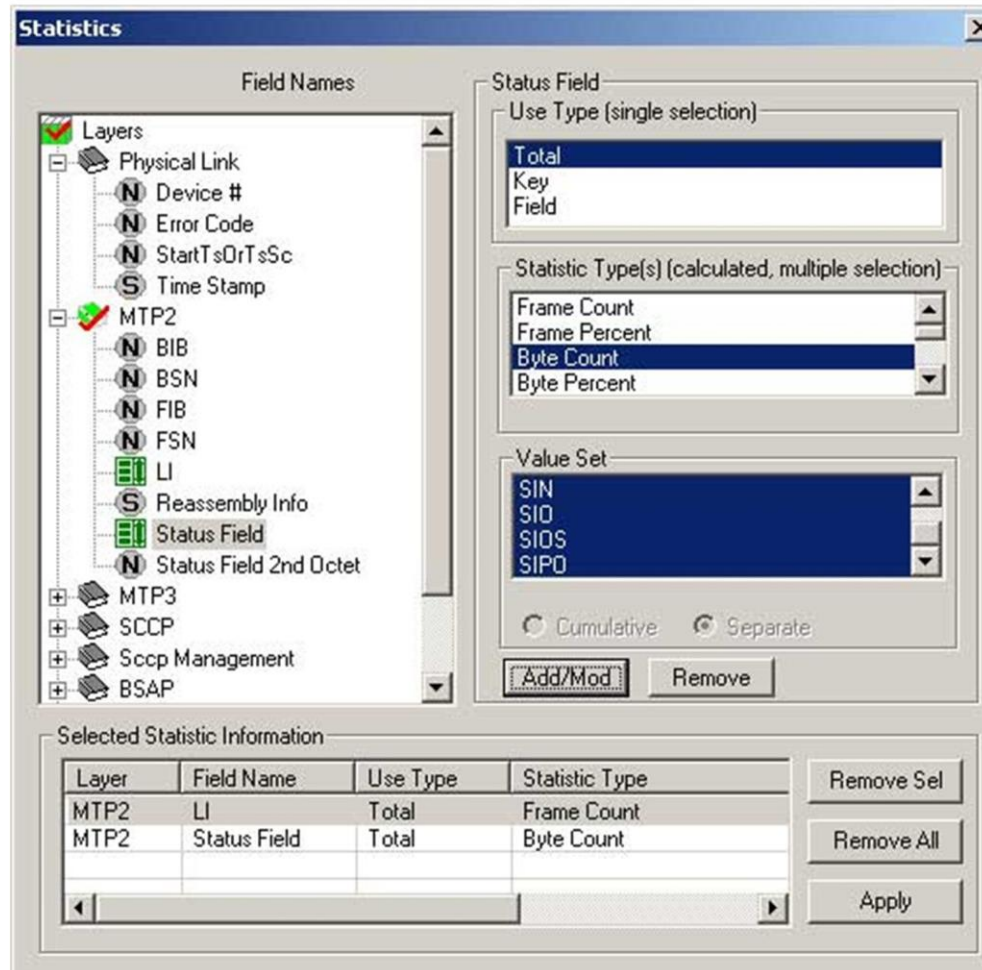 Statistics
Field Names
Layers
Physical Link
N Device #
N Error Code
N StartTsOrTsSc
S Time Stamp
MTP2
N BIB
N BSN
N FIB
N FSN
LI
S Reassembly Info
Status Field
N Status Field 2nd Octet
MTP3
SCCP
Sccp Management
BSAP
Status Field
Use Type (single selection)
Total
Key
Field
Statistic Type(s) (calculated, multiple selection)
Frame Count
Frame Percent
Byte Count
Byte Percent
Value Set
SIN
SIO
SIOS
SIPO
Cumulative Separate
Add/Mod Remove
Selected Statistic Information
Layer Field Name Use Type Statistic Type
MTP2 LI Total Frame Count
MTP2 Status Field Total Byte Count
Remove Sel
Remove All
Apply